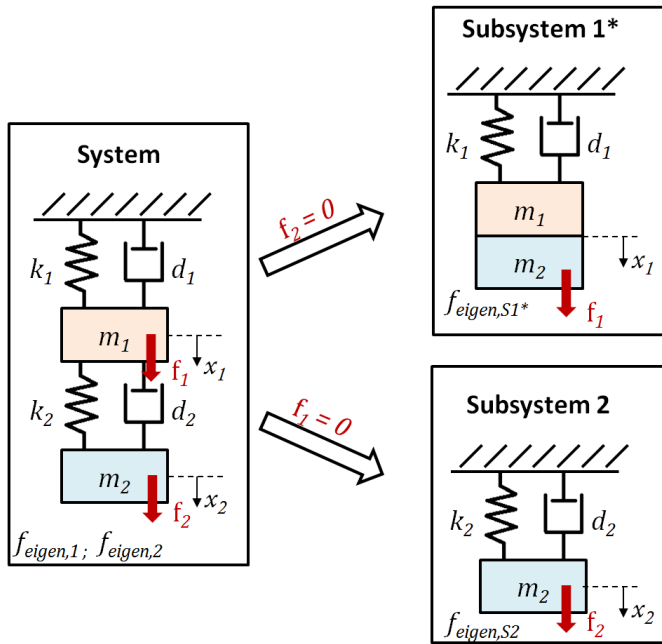 System
k1
d1
m1
f1
x1
k2
d2
m2
f2
x2
feigen,1 ; feigen,2
f2 = 0
f1 = 0
Subsystem 1*
k1
d1
m1
m2
x1
feigen,S1*
f1
Subsystem 2
k2
d2
m2
x2
feigen,S2
f2